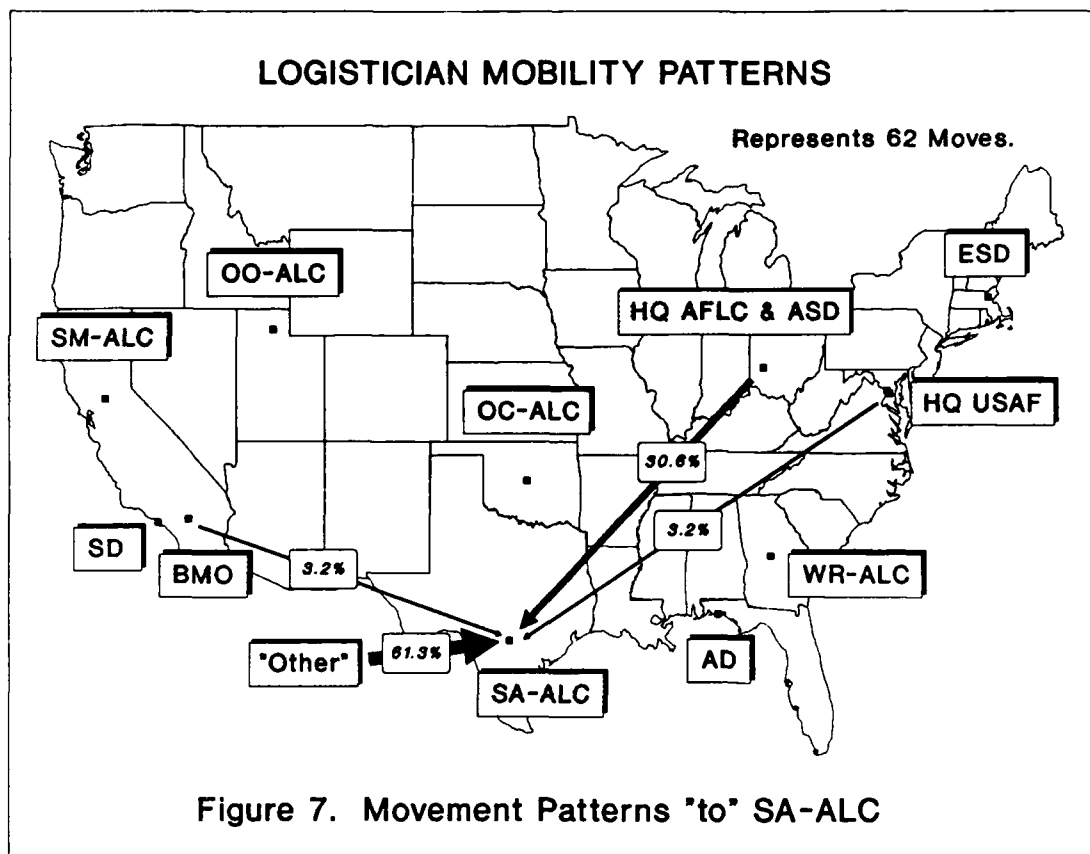 LOGISTICIAN MOBILITY PATTERNS
Represents 62 Moves.
ESD
OO-ALC
HQ AFLC & ASD
SM-ALC
OC-ALC
HQ USAF
30.6%
3.2%
SD
BMO
3.2%
WR-ALC
"Other"
61.3%
AD
SA-ALC
Figure 7. Movement Patterns "to" SA-ALC